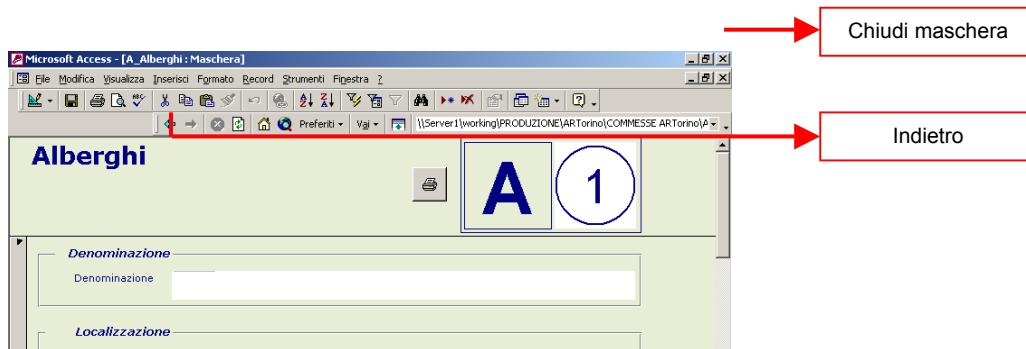 Chiudi maschera
Microsoft Access - [A_Alberghi : Maschera]
File Modifica Visualizza Inserisci Formato Record Strumenti Finestra ?
Preferiti Vai \\Server1\working\PRODUZIONE\ARTorino\COMMESSE ARTorino\A
Indietro
Alberghi
A 1
Denominazione
Denominazione
Localizzazione